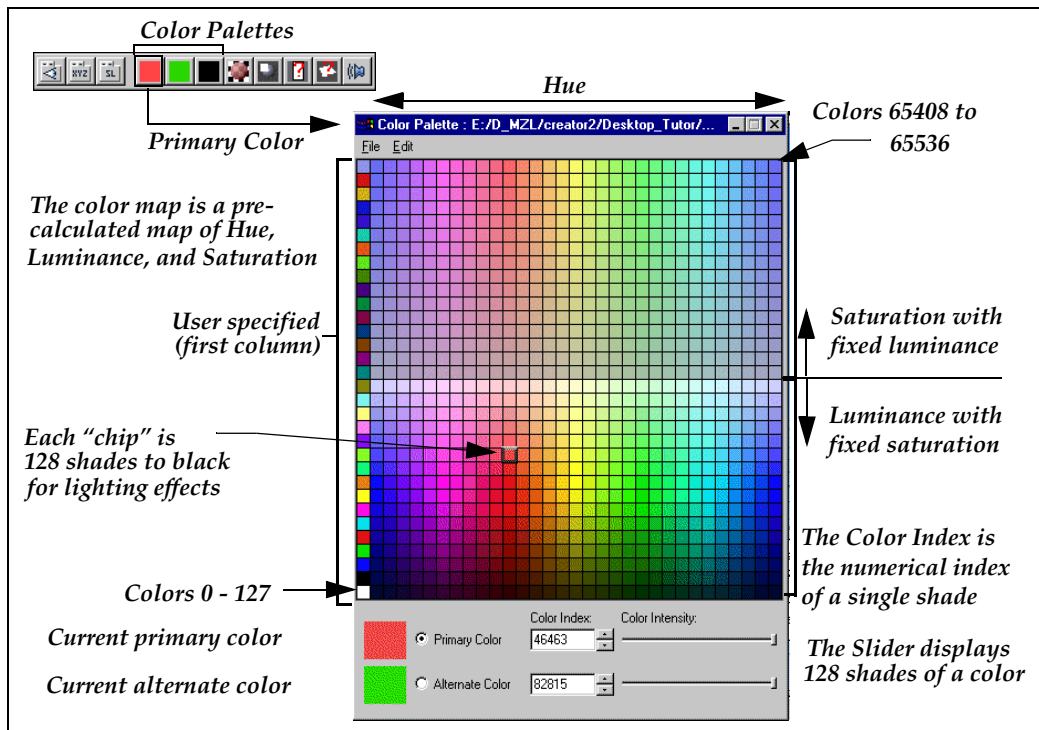 Color Palettes
XYZ
SL
Hue
Primary Color
Color Palette : E:/D_MZL/creator2/Desktop_Tutor/...
File Edit
Colors 65408 to
65536
The color map is a pre-
calculated map of Hue,
Luminance, and Saturation
User specified
(first column)
Saturation with
fixed luminance
Luminance with
fixed saturation
Each “chip” is
128 shades to black
for lighting effects
The Color Index is
the numerical index
of a single shade
Colors 0 - 127
Color Index: Color Intensity:
Current primary color
Primary Color 46463
The Slider displays
128 shades of a color
Current alternate color
Alternate Color 82815